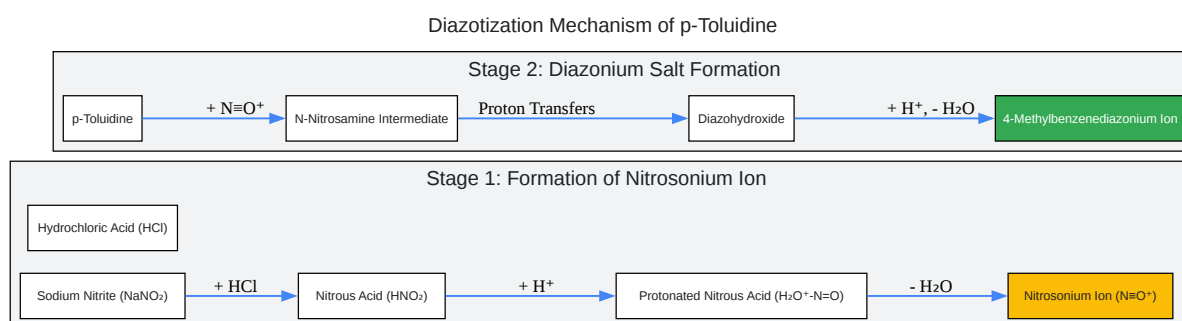 Diazotization Mechanism of p-Toluidine
Stage 2: Diazonium Salt Formation
p-Toluidine
+ N≡O⁺
N-Nitrosamine Intermediate
Proton Transfers
Diazohydroxide
+ H⁺, - H₂O
4-Methylbenzenediazonium Ion
Stage 1: Formation of Nitrosonium Ion
Hydrochloric Acid (HCl)
Sodium Nitrite (NaNO₂)
+ HCl
Nitrous Acid (HNO₂)
+ H⁺
Protonated Nitrous Acid (H₂O⁺-N=O)
- H₂O
Nitrosonium Ion (N≡O⁺)